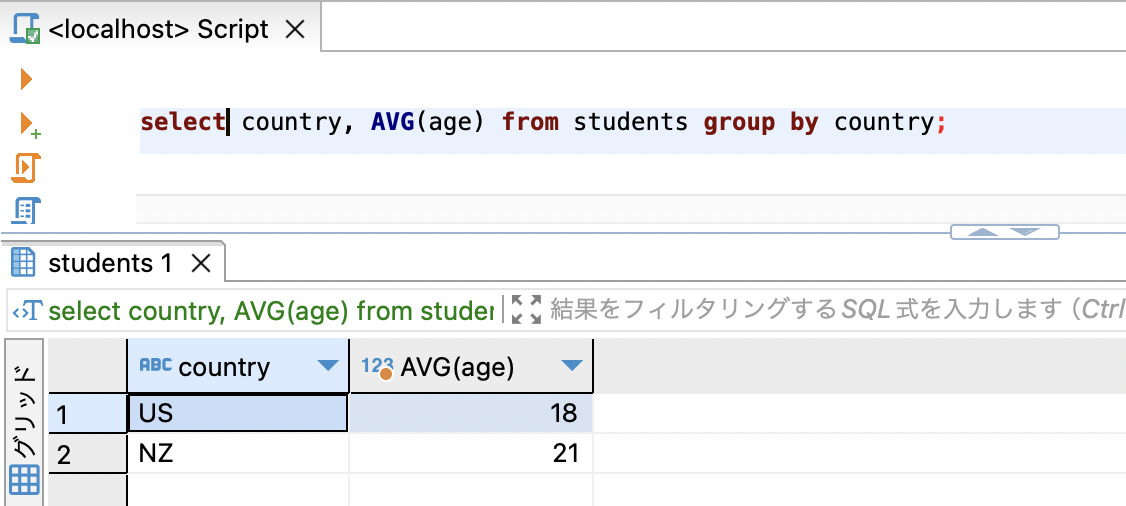 <localhost> Script
select country, AVG(age) from students group by country;
students 1
select country, AVG(age) from studen 結果をフィルタリングする SQL 式を入力します (Ctrl
グリッド
ABC country 123 AVG(age)
1 US 18
2 NZ 21